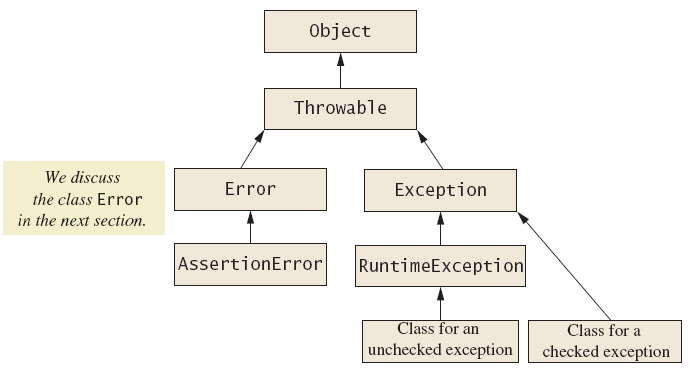 Object
Throwable
We discuss
the class Error
in the next section.
Error
Exception
AssertionError
RuntimeException
Class for an
unchecked exception
Class for a
checked exception